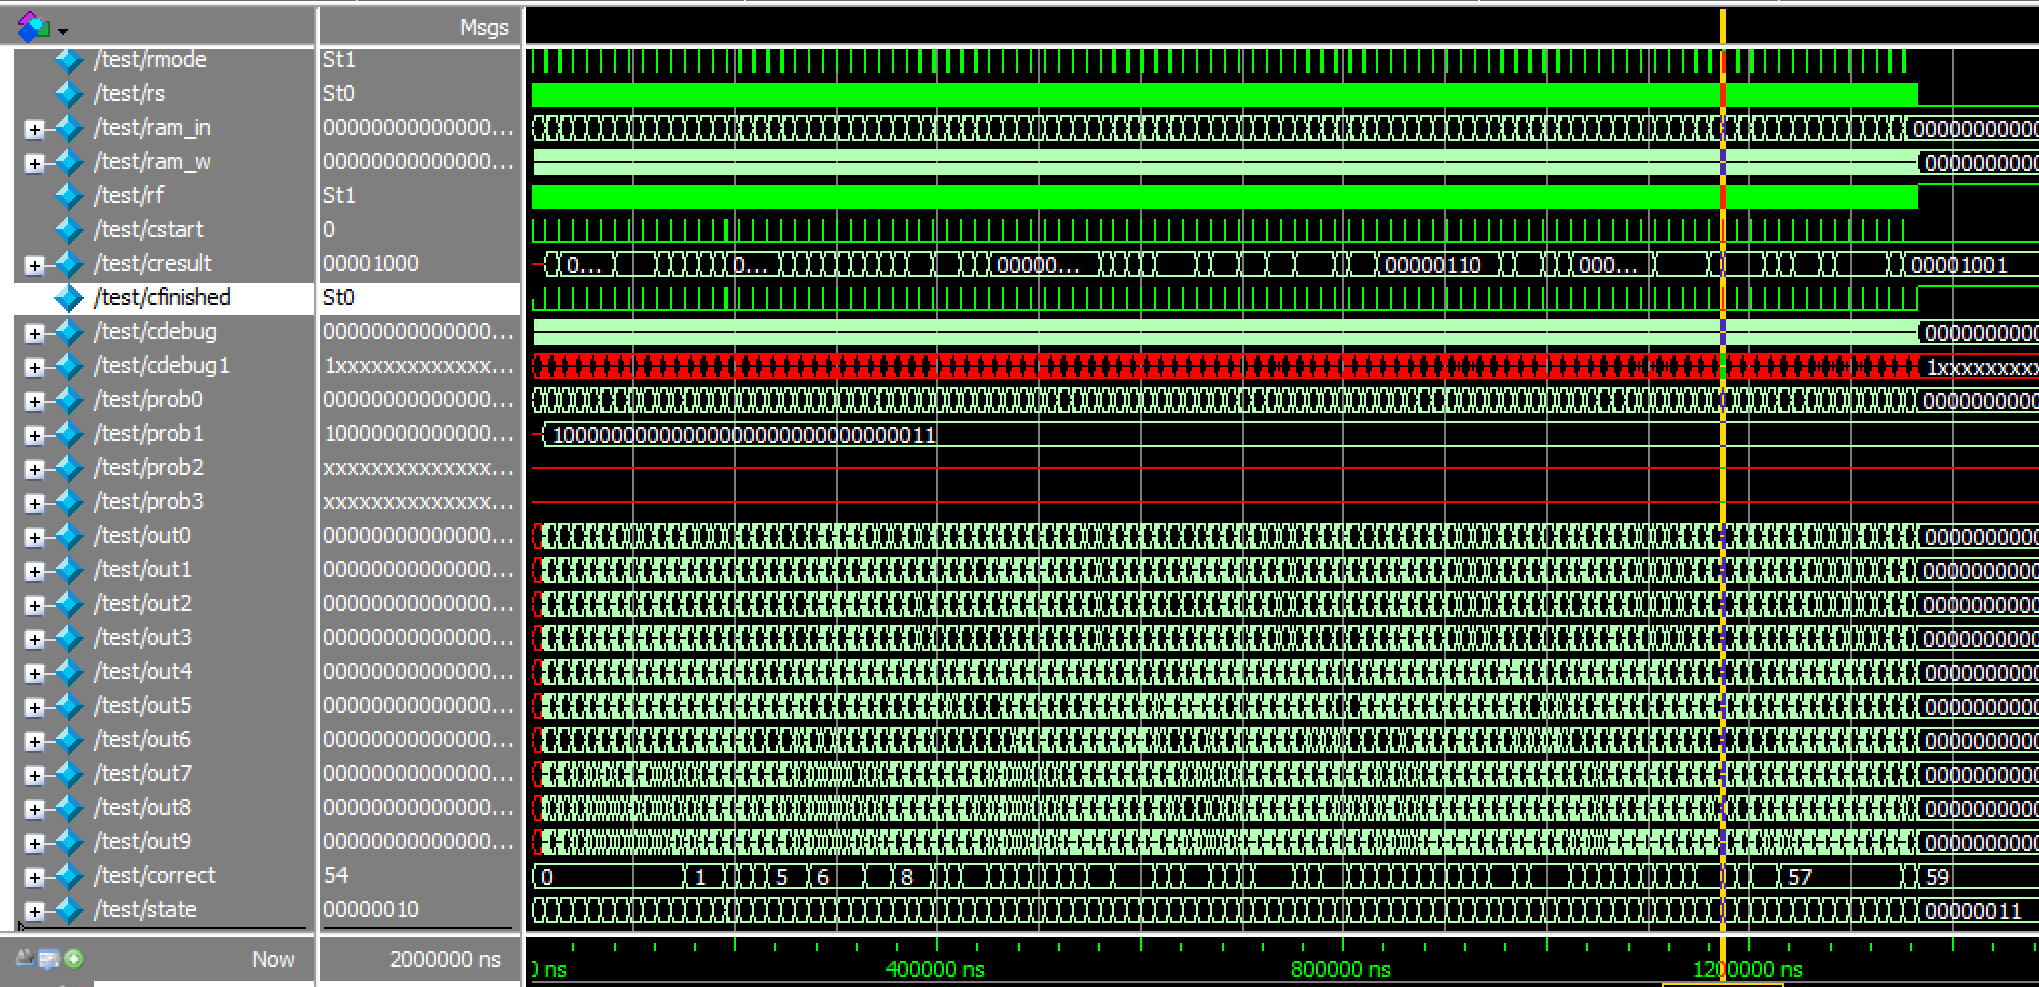 Msgs
/test/rmode St1
/test/rs St0
/test/ram_in 00000000000000... 000000000000
/test/ram_w 00000000000000... 0000000000
/test/rf St1
/test/cstart 0
/test/cresult 00001000 0... 0... 00000... 00000110 000... 00001001
/test/cfinished St0
/test/cdebug 00000000000000... 0000000000
/test/cdebug1 1xxxxxxxxxxxxx... 1xxxxxxxxx
/test/prob0 00000000000000... 0000000000
/test/prob1 10000000000000... 10000000000000000000000000000011
/test/prob2 xxxxxxxxxxxxxx...
/test/prob3 xxxxxxxxxxxxxx...
/test/out0 00000000000000... 0000000000
/test/out1 00000000000000... 0000000000
/test/out2 00000000000000... 0000000000
/test/out3 00000000000000... 0000000000
/test/out4 00000000000000... 0000000000
/test/out5 00000000000000... 0000000000
/test/out6 00000000000000... 0000000000
/test/out7 00000000000000... 0000000000
/test/out8 00000000000000... 0000000000
/test/out9 00000000000000... 0000000000
/test/correct 54 0 1 5 6 8 57 59
/test/state 00000010 00000011
Now 2000000 ns 0 ns 400000 ns 800000 ns 1200000 ns